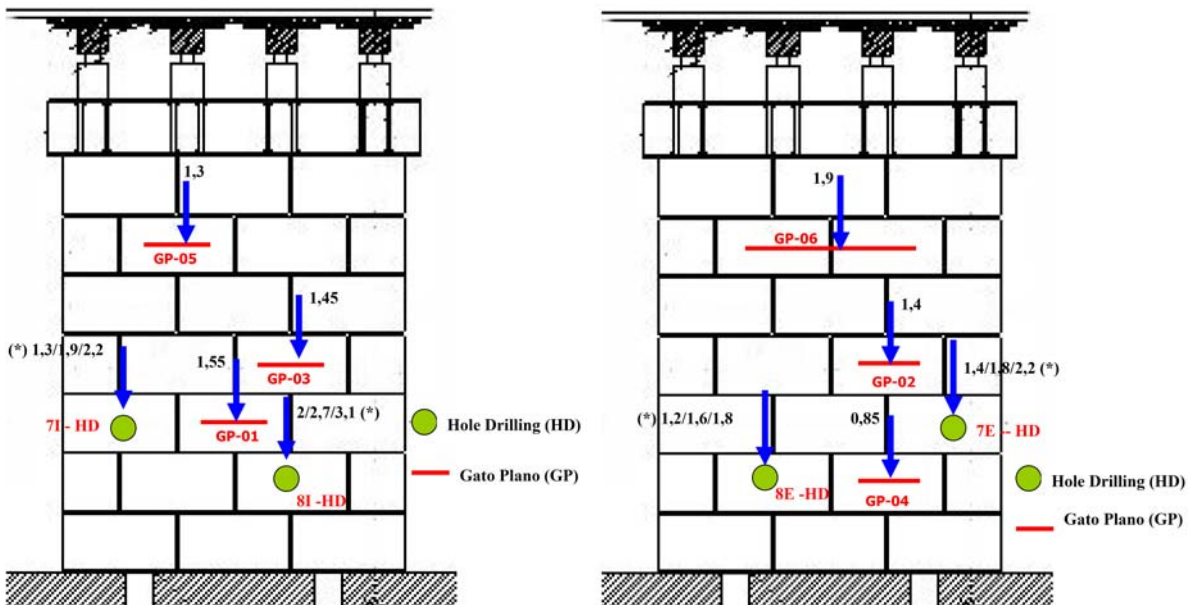 1,3
GP-05
1,45
(*) 1,3/1,9/2,2
1,55
GP-03
2/2,7/3,1 (*)
7I - HD
GP-01
8I -HD
Hole Drilling (HD)
Gato Plano (GP)
1,9
GP-06
1,4
1,4/1,8/2,2 (*)
GP-02
(*) 1,2/1,6/1,8
0,85
7E -- HD
8E -HD
GP-04
Hole Drilling (HD)
Gato Plano (GP)